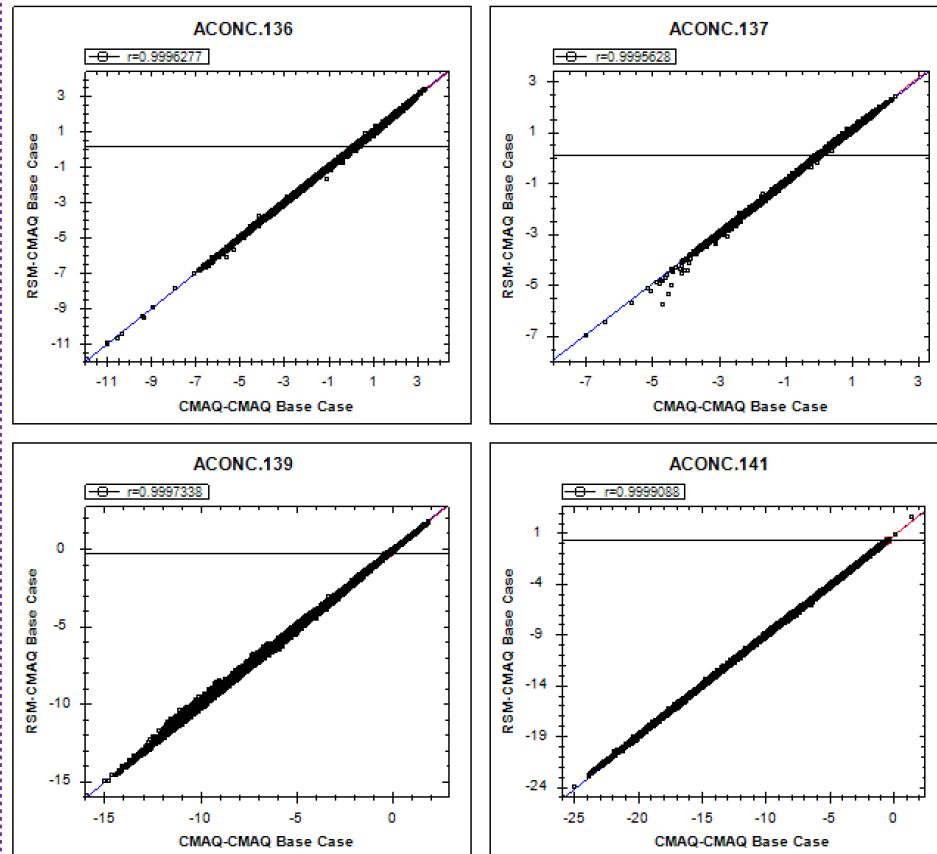 ACONC.136
r=0.9996277
3
1
-1
-3
-5
-7
-9
-11
RSM-CMAQ Base Case
-11 -9 -7 -5 -3 -1 1 3
CMAQ-CMAQ Base Case
ACONC.137
r=0.9995628
3
1
-1
-3
-5
-7
RSM-CMAQ Base Case
-7 -5 -3 -1 1 3
CMAQ-CMAQ Base Case
ACONC.139
r=0.9997338
0
-5
-10
-15
RSM-CMAQ Base Case
-15 -10 -5 0
CMAQ-CMAQ Base Case
ACONC.141
r=0.9999088
1
-4
-9
-14
-19
-24
RSM-CMAQ Base Case
-25 -20 -15 -10 -5 0
CMAQ-CMAQ Base Case